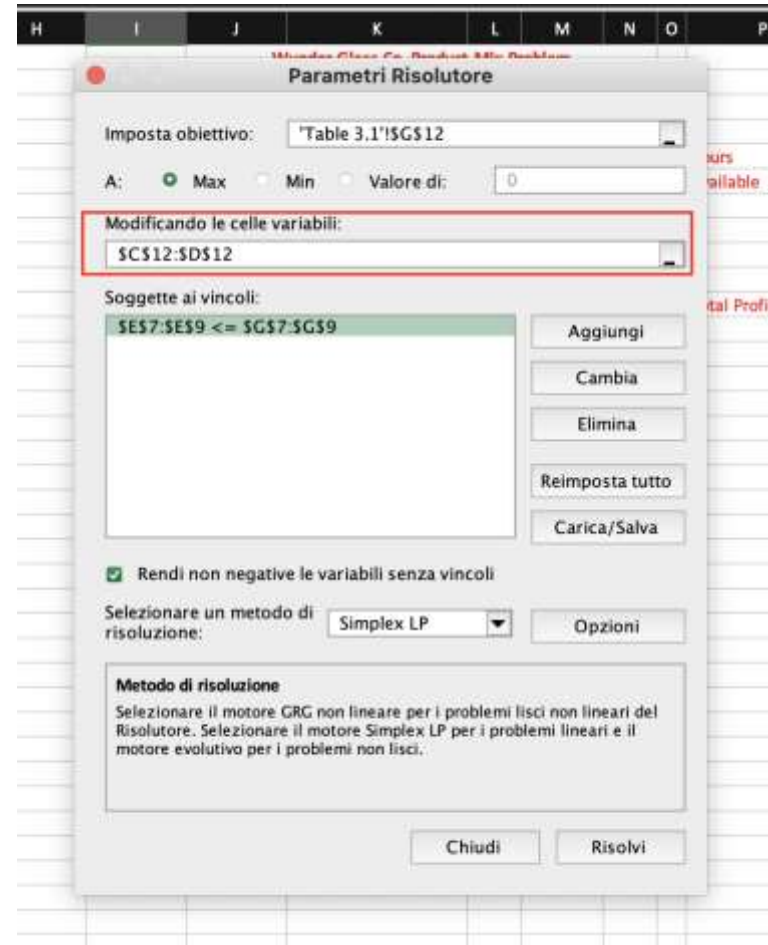 H I J K L M N O P
Parametri Risolutore
Imposta obiettivo: 'Table 3.1'!$G$12
urs
A: Max Min Valore di: 0
ailable
Modificando le celle variabili:
$C$12:$D$12
Soggette ai vincoli:
tal Profi
$E$7:$E$9 <= $G$7:$G$9
Aggiungi
Cambia
Elimina
Reimposta tutto
Carica/Salva
Rendi non negative le variabili senza vincoli
Selezionare un metodo di
risoluzione:
Simplex LP
Opzioni
Metodo di risoluzione
Selezionare il motore GRG non lineare per i problemi lisci non lineari del
Risolutore. Selezionare il motore Simplex LP per i problemi lineari e il
motore evolutivo per i problemi non lisci.
Chiudi Risolvi